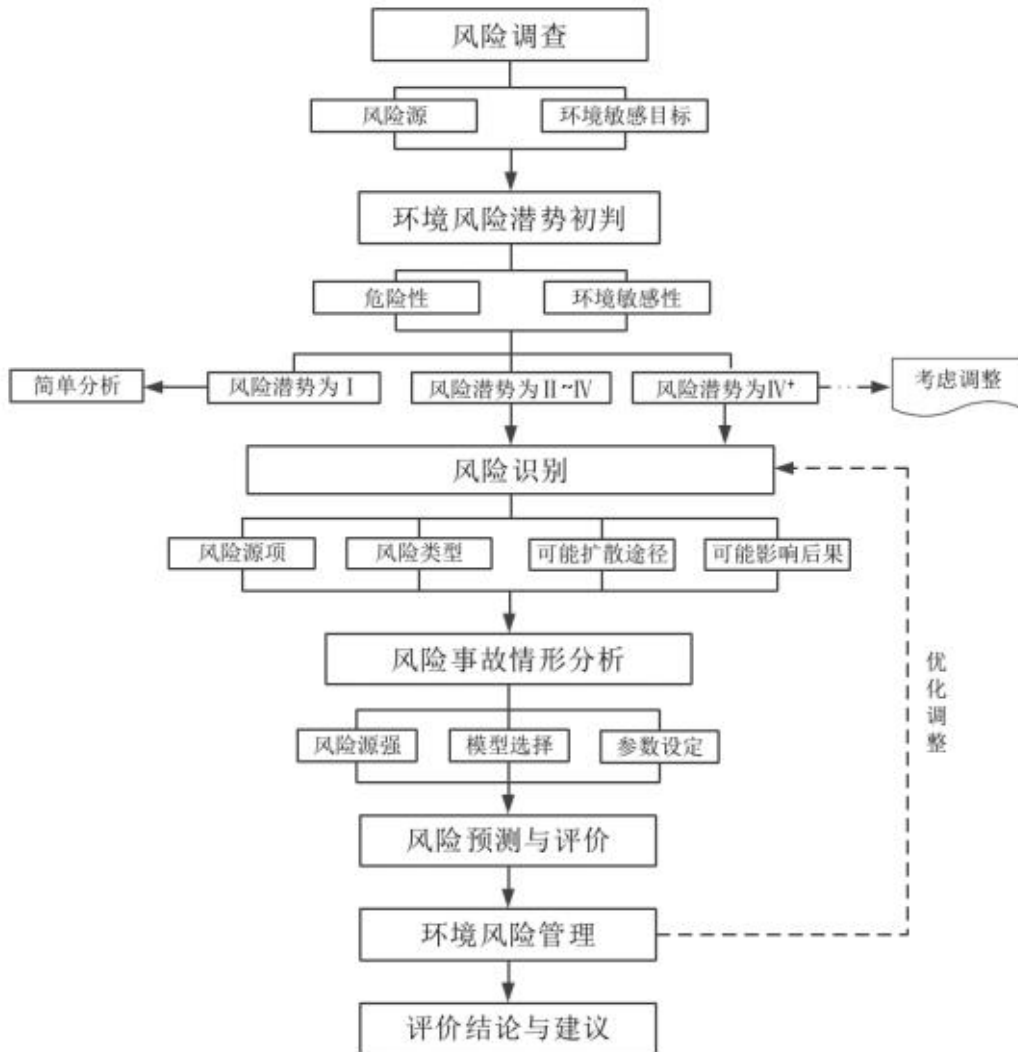 风险调查
风险源
环境敏感目标
环境风险潜势初判
危险性
环境敏感性
简单分析
风险潜势为Ⅰ
风险潜势为Ⅱ~Ⅳ
风险潜势为Ⅳ+
考虑调整
风险识别
风险源项
风险类型
可能扩散途径
可能影响后果
风险事故情形分析
优化调整
风险源强
模型选择
参数设定
风险预测与评价
环境风险管理
评价结论与建议